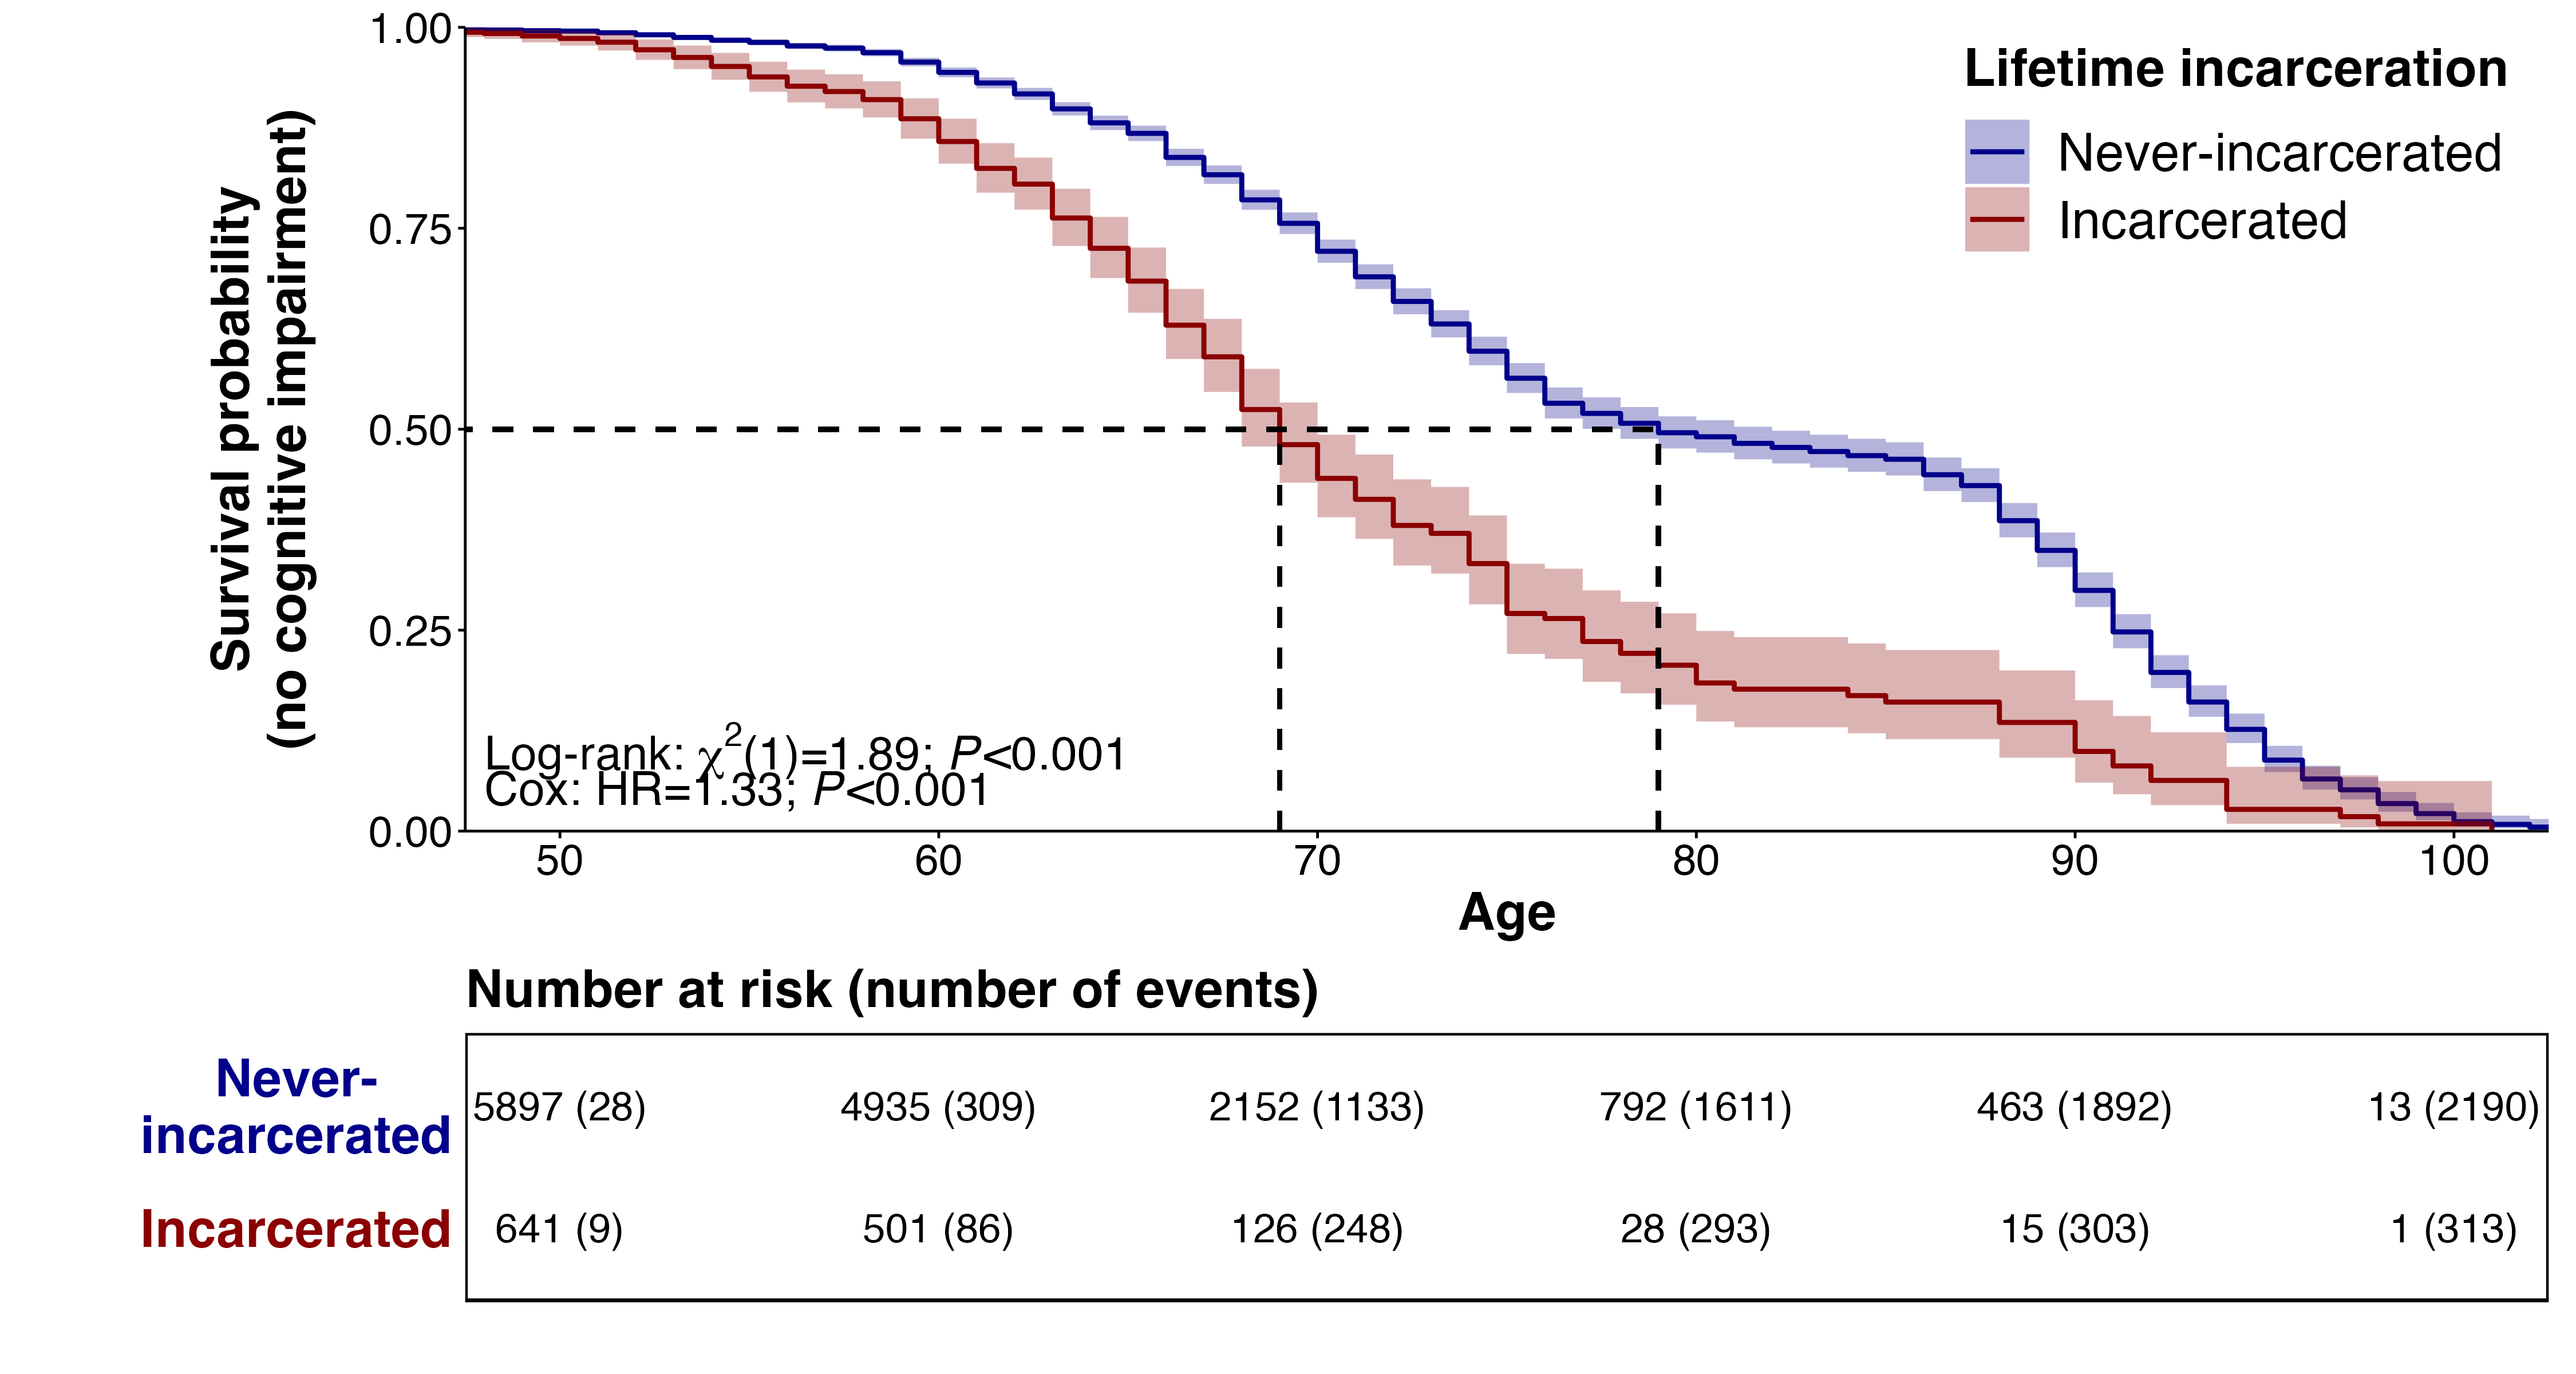 1.00
0.75
0.50
0.25
0.00
Survival probability
(no cognitive impairment)
Lifetime incarceration
Never-incarcerated
Incarcerated
Log-rank: χ²(1)=1.89; P<0.001
Cox: HR=1.33; P<0.001
50 60 70 80 90 100
Age
Number at risk (number of events)
Never-
incarcerated
5897 (28) 4935 (309) 2152 (1133) 792 (1611) 463 (1892) 13 (2190)
Incarcerated 641 (9) 501 (86) 126 (248) 28 (293) 15 (303) 1 (313)